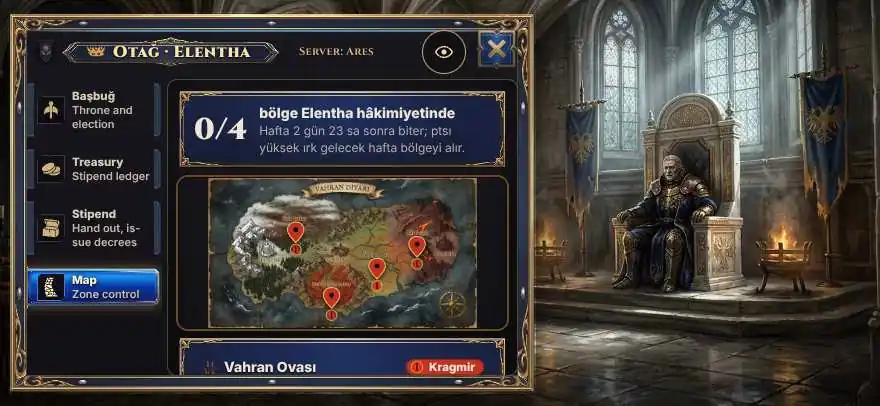 OTAĞ · ELENTHA
SERVER: ARES
Başbuğ
Throne and
election
Treasury
Stipend ledger
Stipend
Hand out, is-
sue decrees
Map
Zone control
0/4
bölge Elentha hâkimiyetinde
Hafta 2 gün 23 sa sonra biter; ptsı
yüksek ırk gelecek hafta bölgeyi alır.
VAHRAN DİYARI
Vahran Ovası
Kragmir